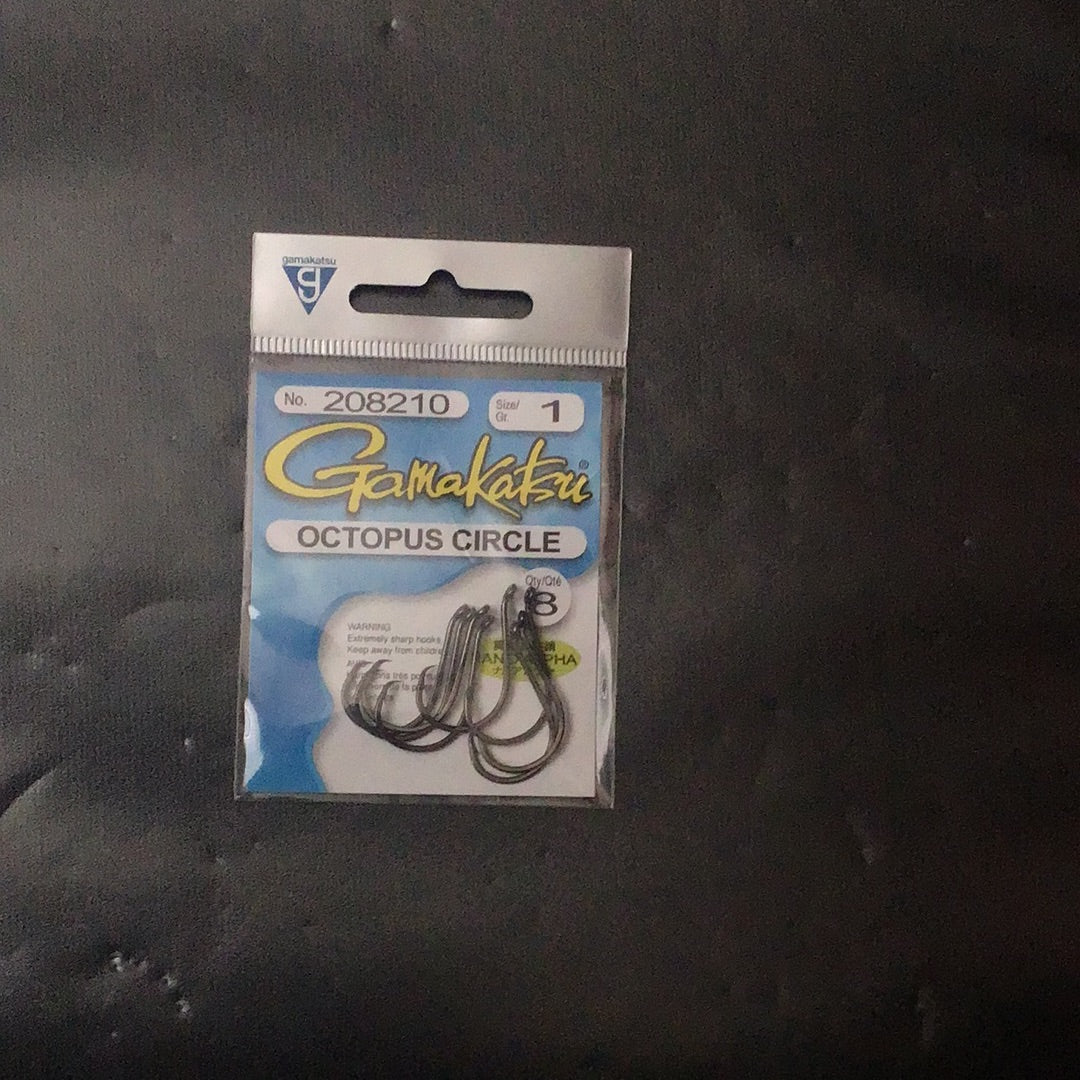 gamakatsu
g
No. 208210
Size/
Gr. 1
Gamakatsu®
OCTOPUS CIRCLE
Qty/Qté
8
WARNING
Extremely sharp hooks
Keep away from